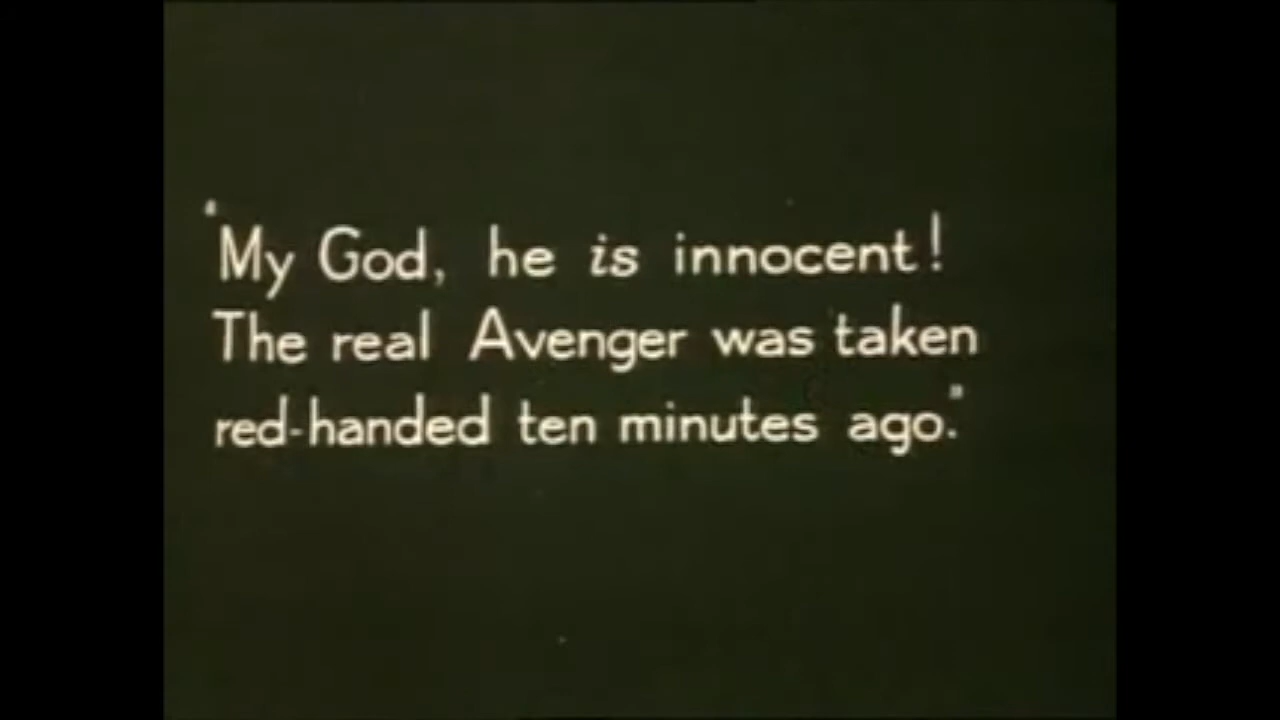 "My God, he is innocent!
The real Avenger was taken
red-handed ten minutes ago."